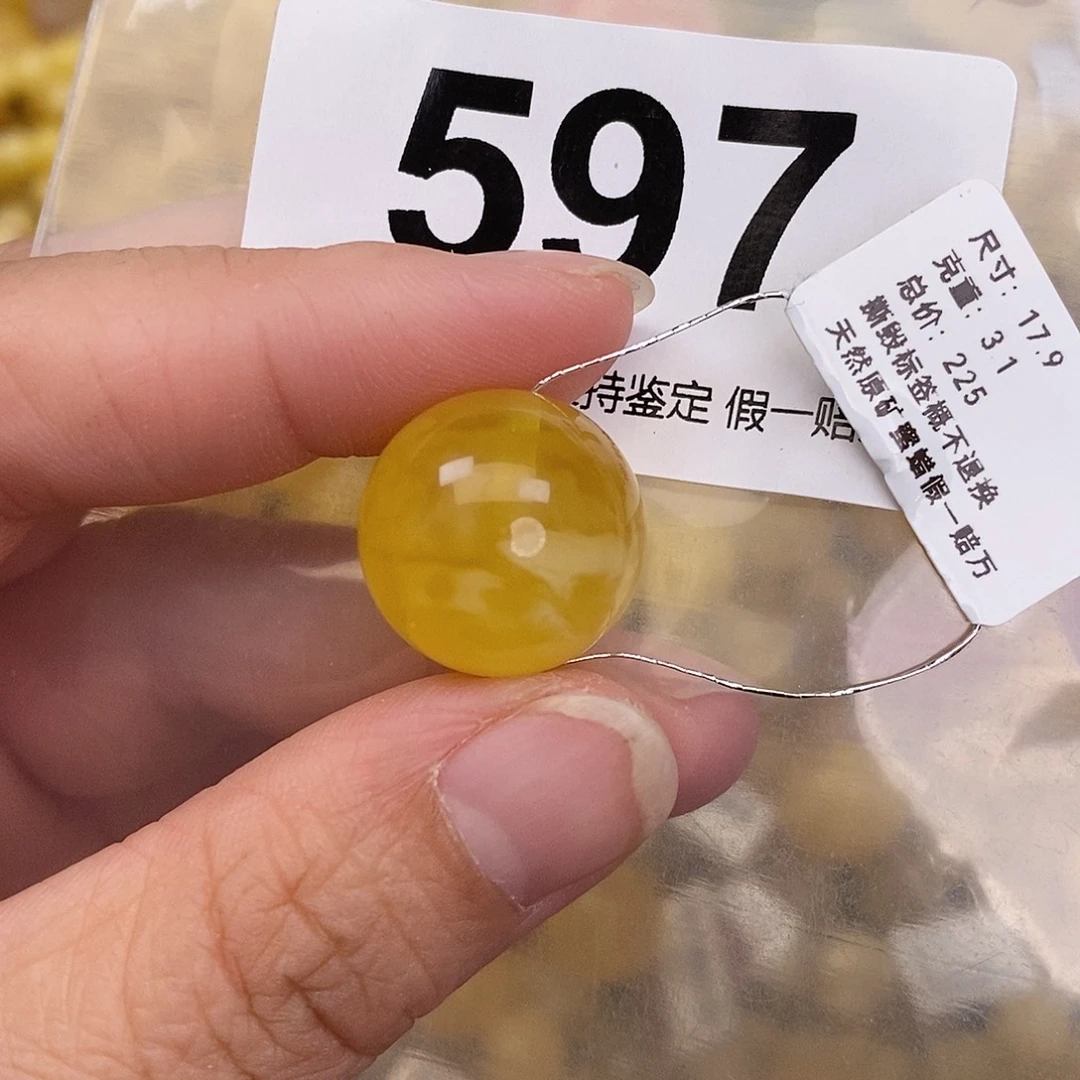 597
持鉴定 假一赔
尺寸: 17.9
克重: 3.1
总价: 225
撕毁标签概不退换
天然原矿蜜蜡假一赔万